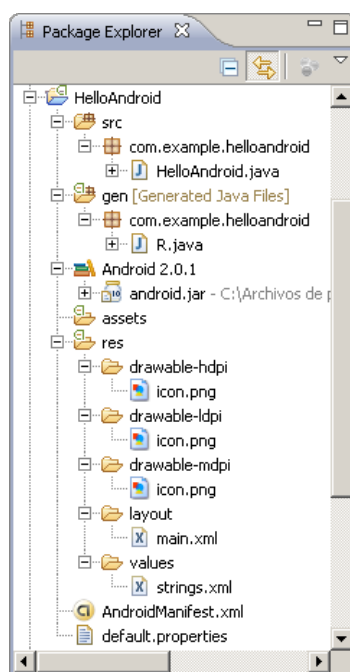 Package Explorer
HelloAndroid
src
com.example.helloandroid
HelloAndroid.java
gen [Generated Java Files]
com.example.helloandroid
R.java
Android 2.0.1
android.jar - C:\Archivos de
assets
res
drawable-hdpi
icon.png
drawable-ldpi
icon.png
drawable-mdpi
icon.png
layout
main.xml
values
strings.xml
AndroidManifest.xml
default.properties